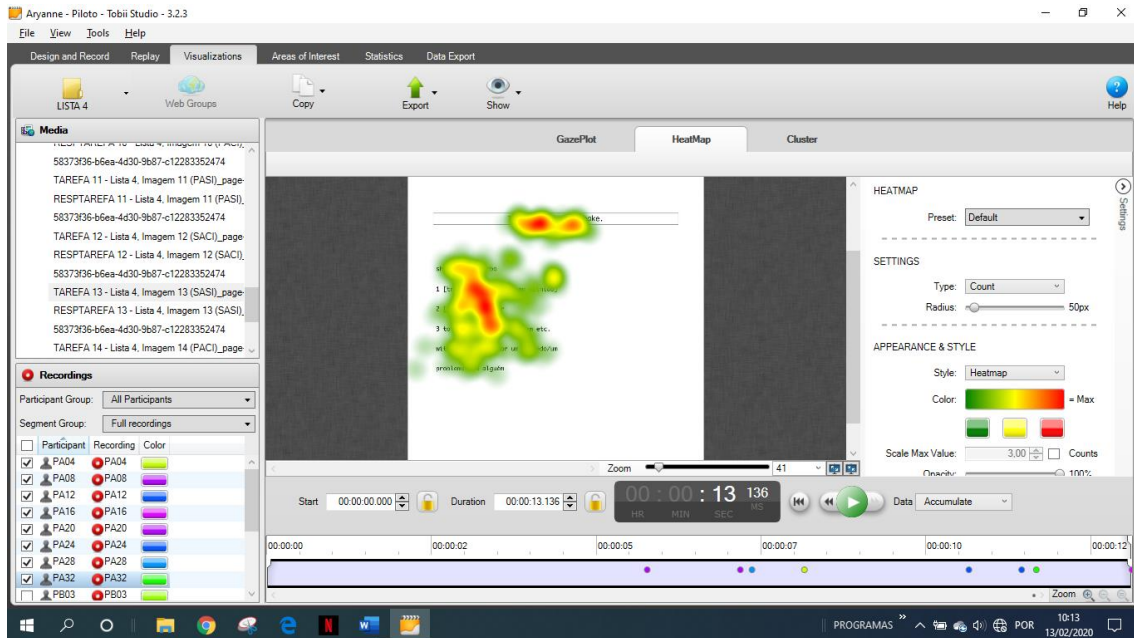 Aryanne - Piloto - Tobii Studio - 3.2.3
File View Tools Help
Design and Record Replay Visualizations Areas of Interest Statistics Data Export
LISTA 4 Web Groups Copy Export Show Help
Media
58373f36-b6ea-4d30-9b87-c12283352474
TAREFA 11 - Lista 4, Imagem 11 (PASI)_page-
RESPTAREFA 11 - Lista 4, Imagem 11 (PASI)_
58373f36-b6ea-4d30-9b87-c12283352474
TAREFA 12 - Lista 4, Imagem 12 (SACI)_page-
RESPTAREFA 12 - Lista 4, Imagem 12 (SACI)_
58373f36-b6ea-4d30-9b87-c12283352474
TAREFA 13 - Lista 4, Imagem 13 (SASI)_page-
RESPTAREFA 13 - Lista 4, Imagem 13 (SASI)_
58373f36-b6ea-4d30-9b87-c12283352474
TAREFA 14 - Lista 4, Imagem 14 (PACI)_page-
Recordings
Participant Group: All Participants
Segment Group: Full recordings
Participant Recording Color
PA04 PA04
PA08 PA08
PA12 PA12
PA16 PA16
PA20 PA20
PA24 PA24
PA28 PA28
PA32 PA32
PB03 PB03
GazePlot HeatMap Cluster
1
2
3 etc.
alguém
HEATMAP
Preset: Default
SETTINGS
Type: Count
Radius: 50px
APPEARANCE & STYLE
Style: Heatmap
Color: = Max
Scale Max Value: 3,00 Counts
Opacity: 100%
Settings
Zoom 41
Start 00:00:00.000 Duration 00:00:13.136 00 : 00 : 13 136 Data Accumulate
HR MIN SEC MS
00:00:00 00:00:02 00:00:05 00:00:07 00:00:10 00:00:12
Zoom
PROGRAMAS POR 10:13
13/02/2020